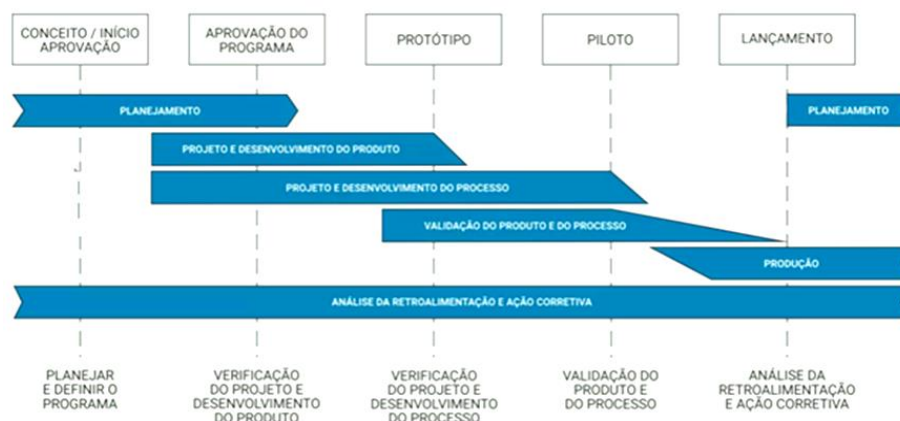 CONCEITO / INÍCIO
APROVAÇÃO
APROVAÇÃO DO
PROGRAMA
PROTÓTIPO
PILOTO
LANÇAMENTO
PLANEJAMENTO
PLANEJAMENTO
PROJETO E DESENVOLVIMENTO DO PRODUTO
PROJETO E DESENVOLVIMENTO DO PROCESSO
VALIDAÇÃO DO PRODUTO E DO PROCESSO
PRODUÇÃO
ANÁLISE DA RETROALIMENTAÇÃO E AÇÃO CORRETIVA
PLANEJAR
E DEFINIR O
PROGRAMA
VERIFICAÇÃO
DO PROJETO E
DESENVOLVIMENTO
DO PRODUTO
VERIFICAÇÃO
DO PROJETO E
DESENVOLVIMENTO
DO PROCESSO
VALIDAÇÃO DO
PRODUTO E
DO PROCESSO
ANÁLISE DA
RETROALIMENTAÇÃO
E AÇÃO CORRETIVA